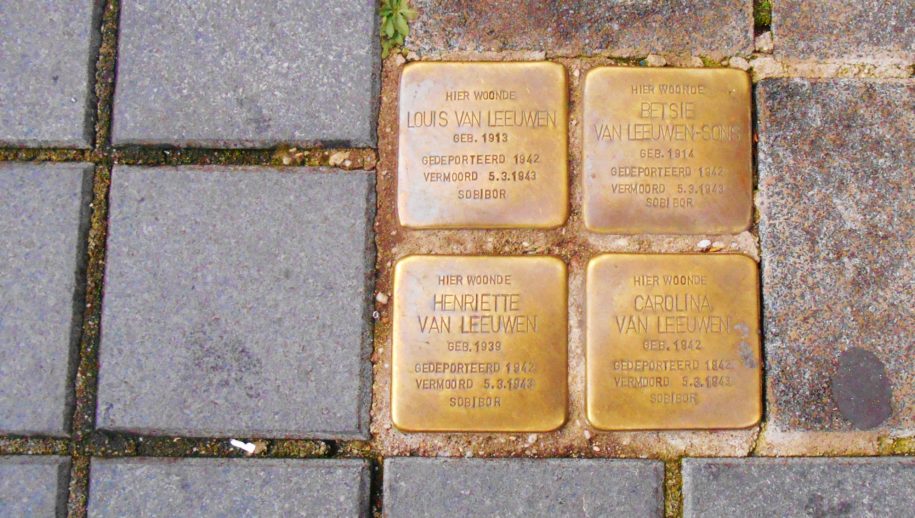 HIER WOONDE
LOUIS VAN LEEUWEN
GEB. 1913
GEDEPORTEERD 1942
VERMOORD 5.3.1943
SOBIBOR
HIER WOONDE
BETSIE
VAN LEEUWEN-SONS
GEB. 1914
GEDEPORTEERD 1942
VERMOORD 5.3.1943
SOBIBOR
HIER WOONDE
HENRIETTE
VAN LEEUWEN
GEB. 1939
GEDEPORTEERD 1942
VERMOORD 5.3.1943
SOBIBOR
HIER WOONDE
CAROLINA
VAN LEEUWEN
GEB. 1942
GEDEPORTEERD 1942
VERMOORD 5.3.1943
SOBIBOR